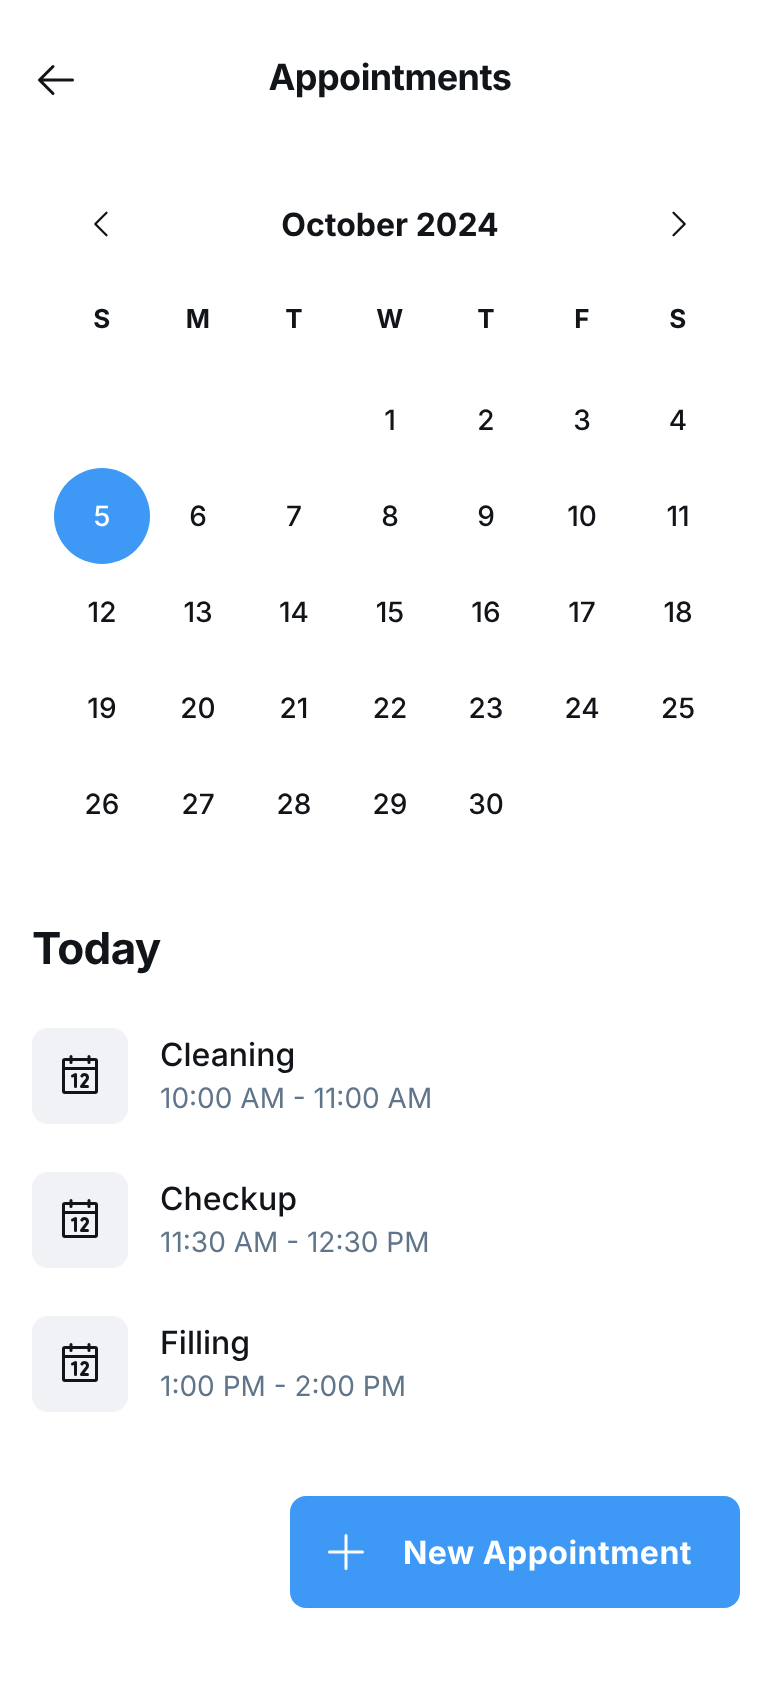 Appointments
October 2024
S M T W T F S
1 2 3 4
5 6 7 8 9 10 11
12 13 14 15 16 17 18
19 20 21 22 23 24 25
26 27 28 29 30
Today
12
Cleaning
10:00 AM - 11:00 AM
12
Checkup
11:30 AM - 12:30 PM
12
Filling
1:00 PM - 2:00 PM
New Appointment